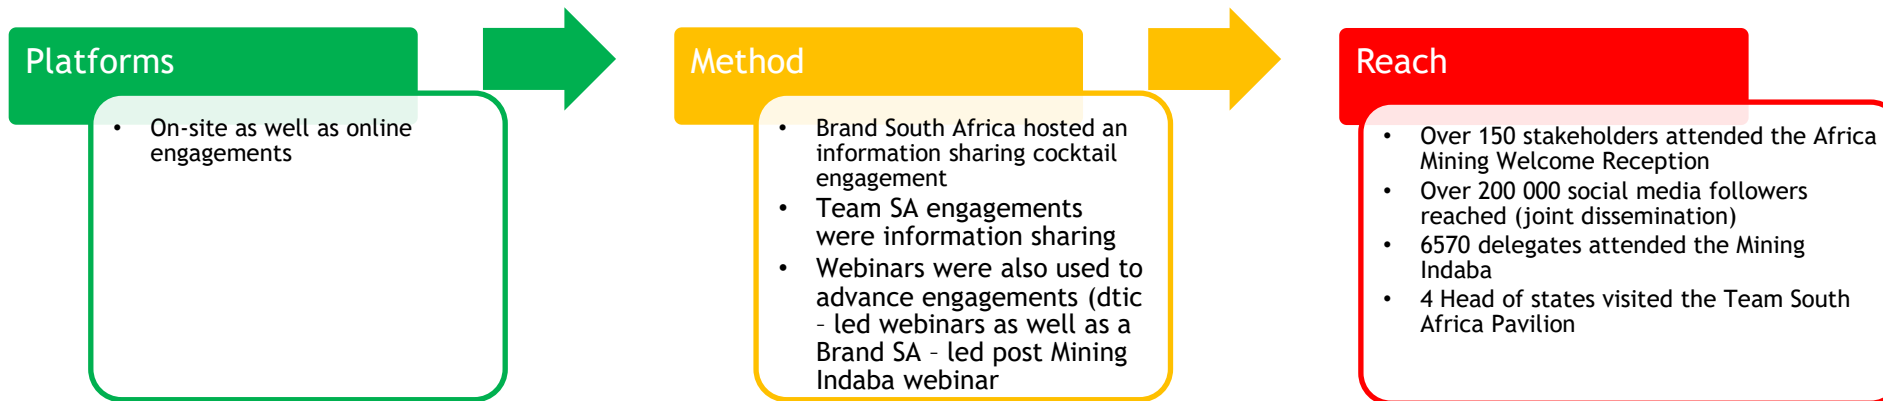 Platforms
• On-site as well as online
engagements
Method
• Brand South Africa hosted an
information sharing cocktail
engagement
• Team SA engagements
were information sharing
• Webinars were also used to
advance engagements (dtic
– led webinars as well as a
Brand SA – led post Mining
Indaba webinar
Reach
• Over 150 stakeholders attended the Africa
Mining Welcome Reception
• Over 200 000 social media followers
reached (joint dissemination)
• 6570 delegates attended the Mining
Indaba
• 4 Head of states visited the Team South
Africa Pavilion